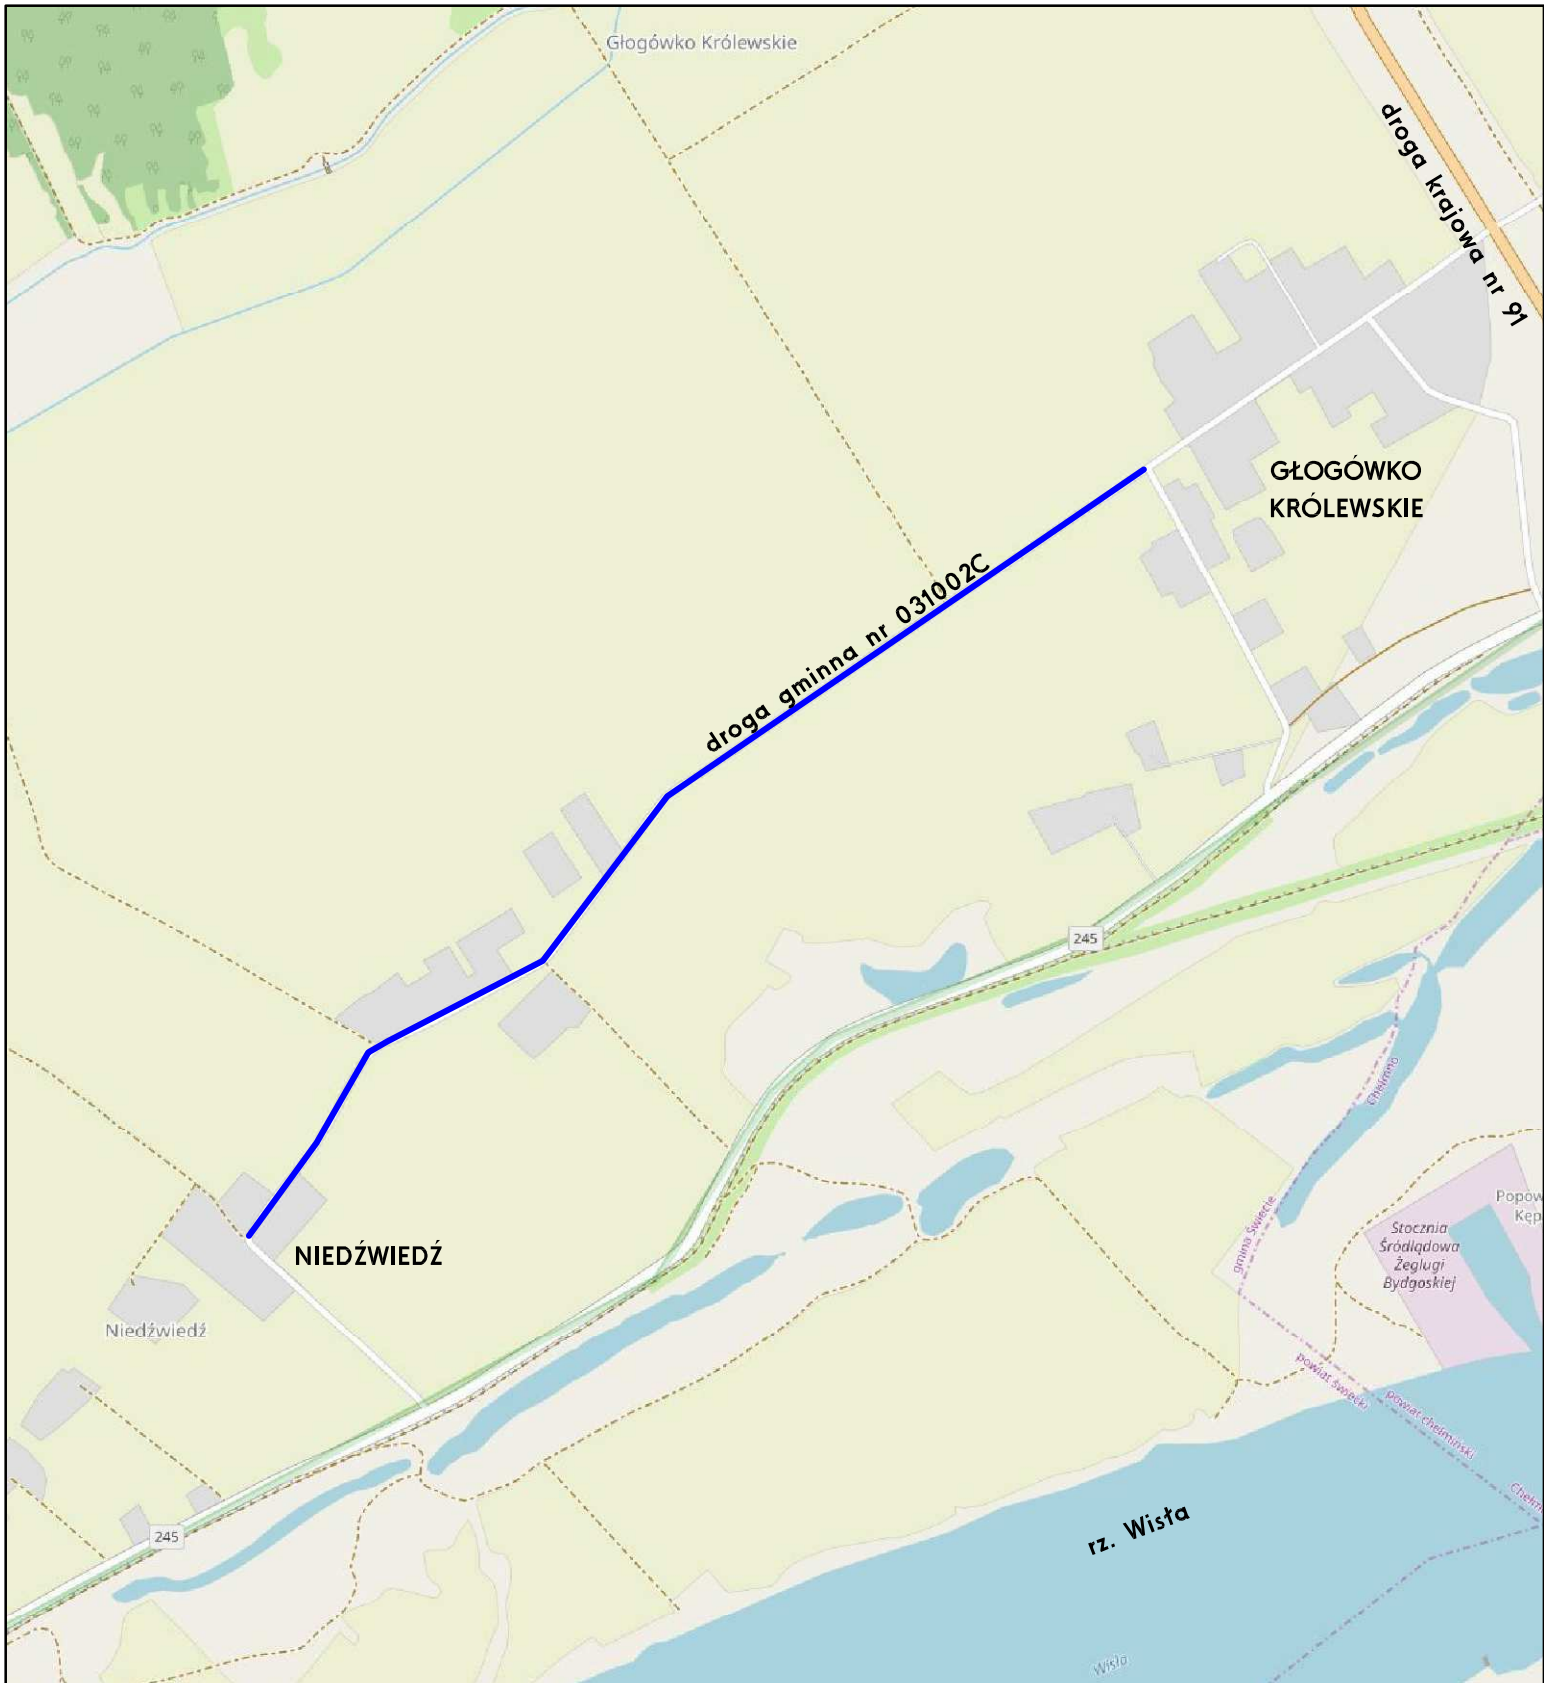 Głogówko Królewskie
droga krajowa nr 91
GŁOGÓWKO
KRÓLEWSKIE
droga gminna nr 031002C
245
Chełmno
gmina Świecie
Popow
Kęp
Stocznia
Śródlądowa
Żeglugi
Bydgoskiej
NIEDŹWIEDŹ
Niedźwiedź
powiat świecki
powiat chełmiński
Chełm
245
rz. Wisła
Wisła